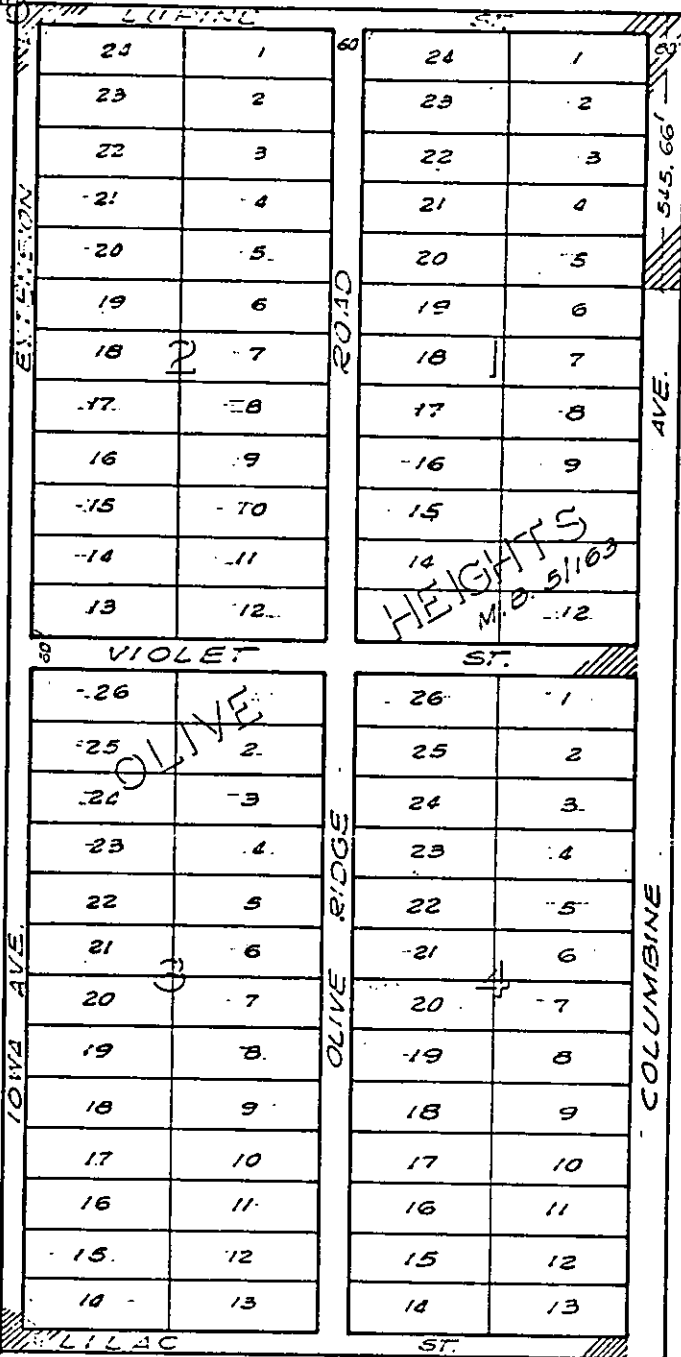 LUPINE ST.
24 1 60 24 1 60
23 2 23 2
22 3 22 3
21 4 21 4
20 5 20 5
19 6 19 6
18 7 18 7
2 1
17 8 17 8
16 9 16 9
15 10 15
14 11 14
13 12 12
EXTENSION
ROAD
545.66'
AVE.
HEIGHTS
M.B. 5/163
60 VIOLET ST.
26 26 1
25 2 25 2
OLIVE
24 3 24 3
23 4 23 4
22 5 22 5
21 6 21 6
3 4
20 7 20 7
19 8 19 8
18 9 18 9
17 10 17 10
16 11 16 11
15 12 15 12
14 13 14 13
IOWA AVE.
OLIVE RIDGE
COLUMBINE
LILAC ST.